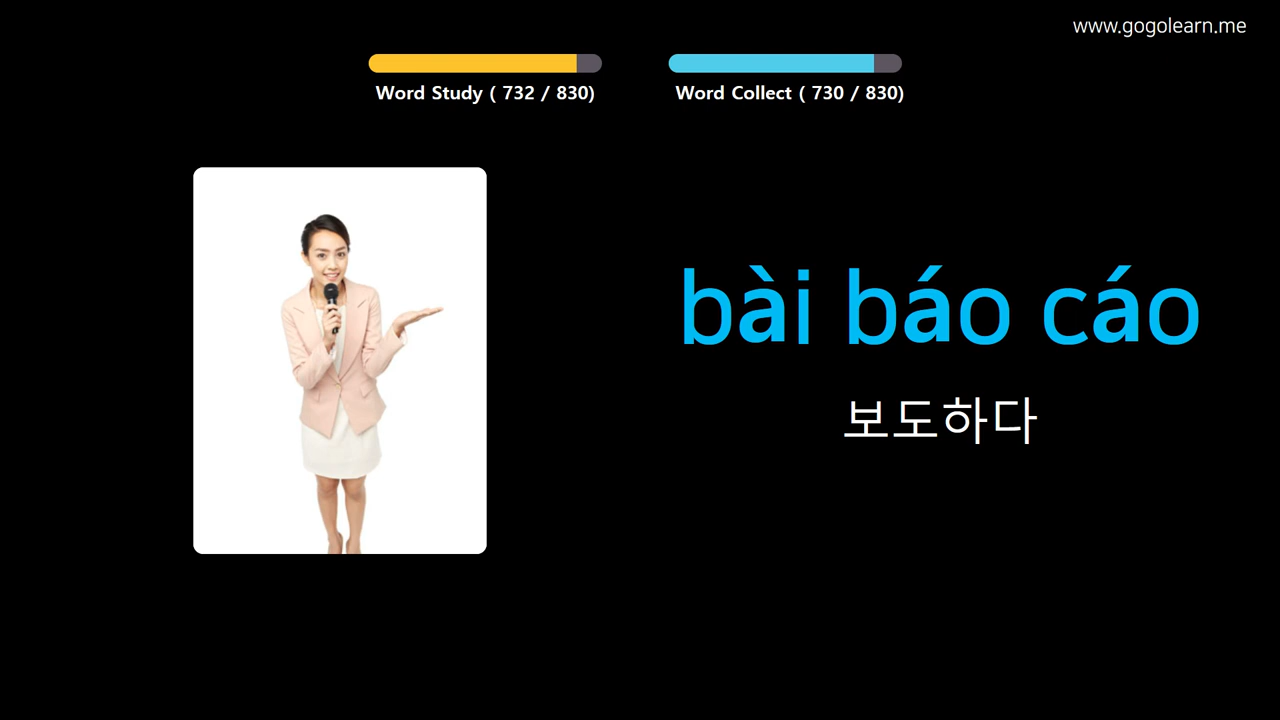 www.gogolearn.me
Word Study ( 732 / 830)
Word Collect ( 730 / 830)
bài báo cáo
보도하다